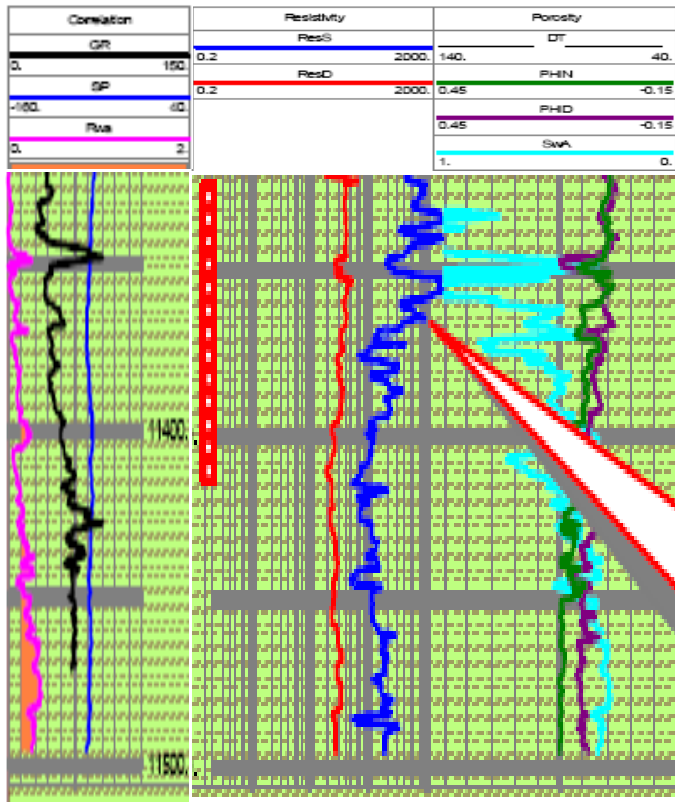 Correlation Resistivity Porosity
GR ResS DT
0. 150. 0.2 2000. 140. 40.
SP ResD PHIN
-160. 40. 0.2 2000. 0.45 -0.15
Rwa PHID
0. 2. 0.45 -0.15
SwA
1. 0.
11400.
11500.